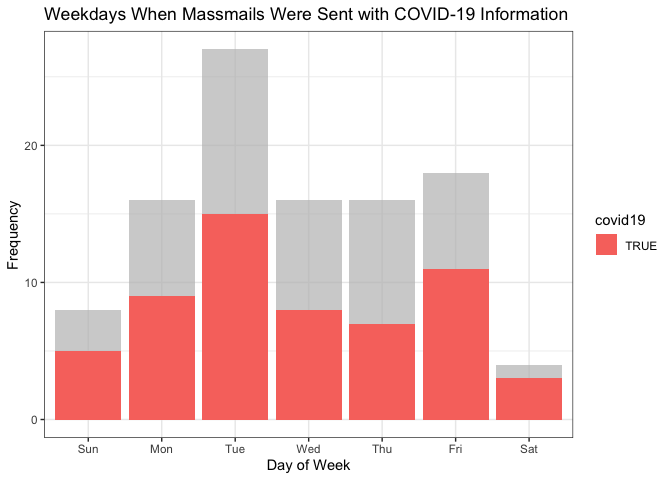 Weekdays When Massmails Were Sent with COVID-19 Information
Frequency
20
10
0
Sun Mon Tue Wed Thu Fri Sat
Day of Week
covid19
TRUE